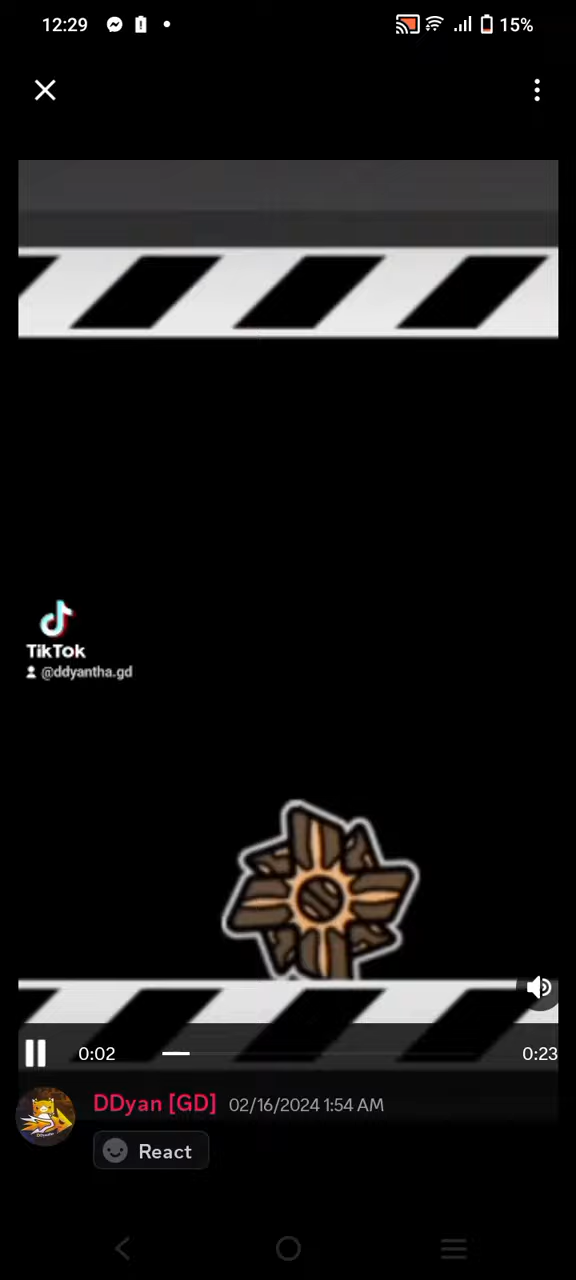 12:29
15%
TikTok
@ddyantha.gd
0:02
0:23
DDyan [GD] 02/16/2024 1:54 AM
React